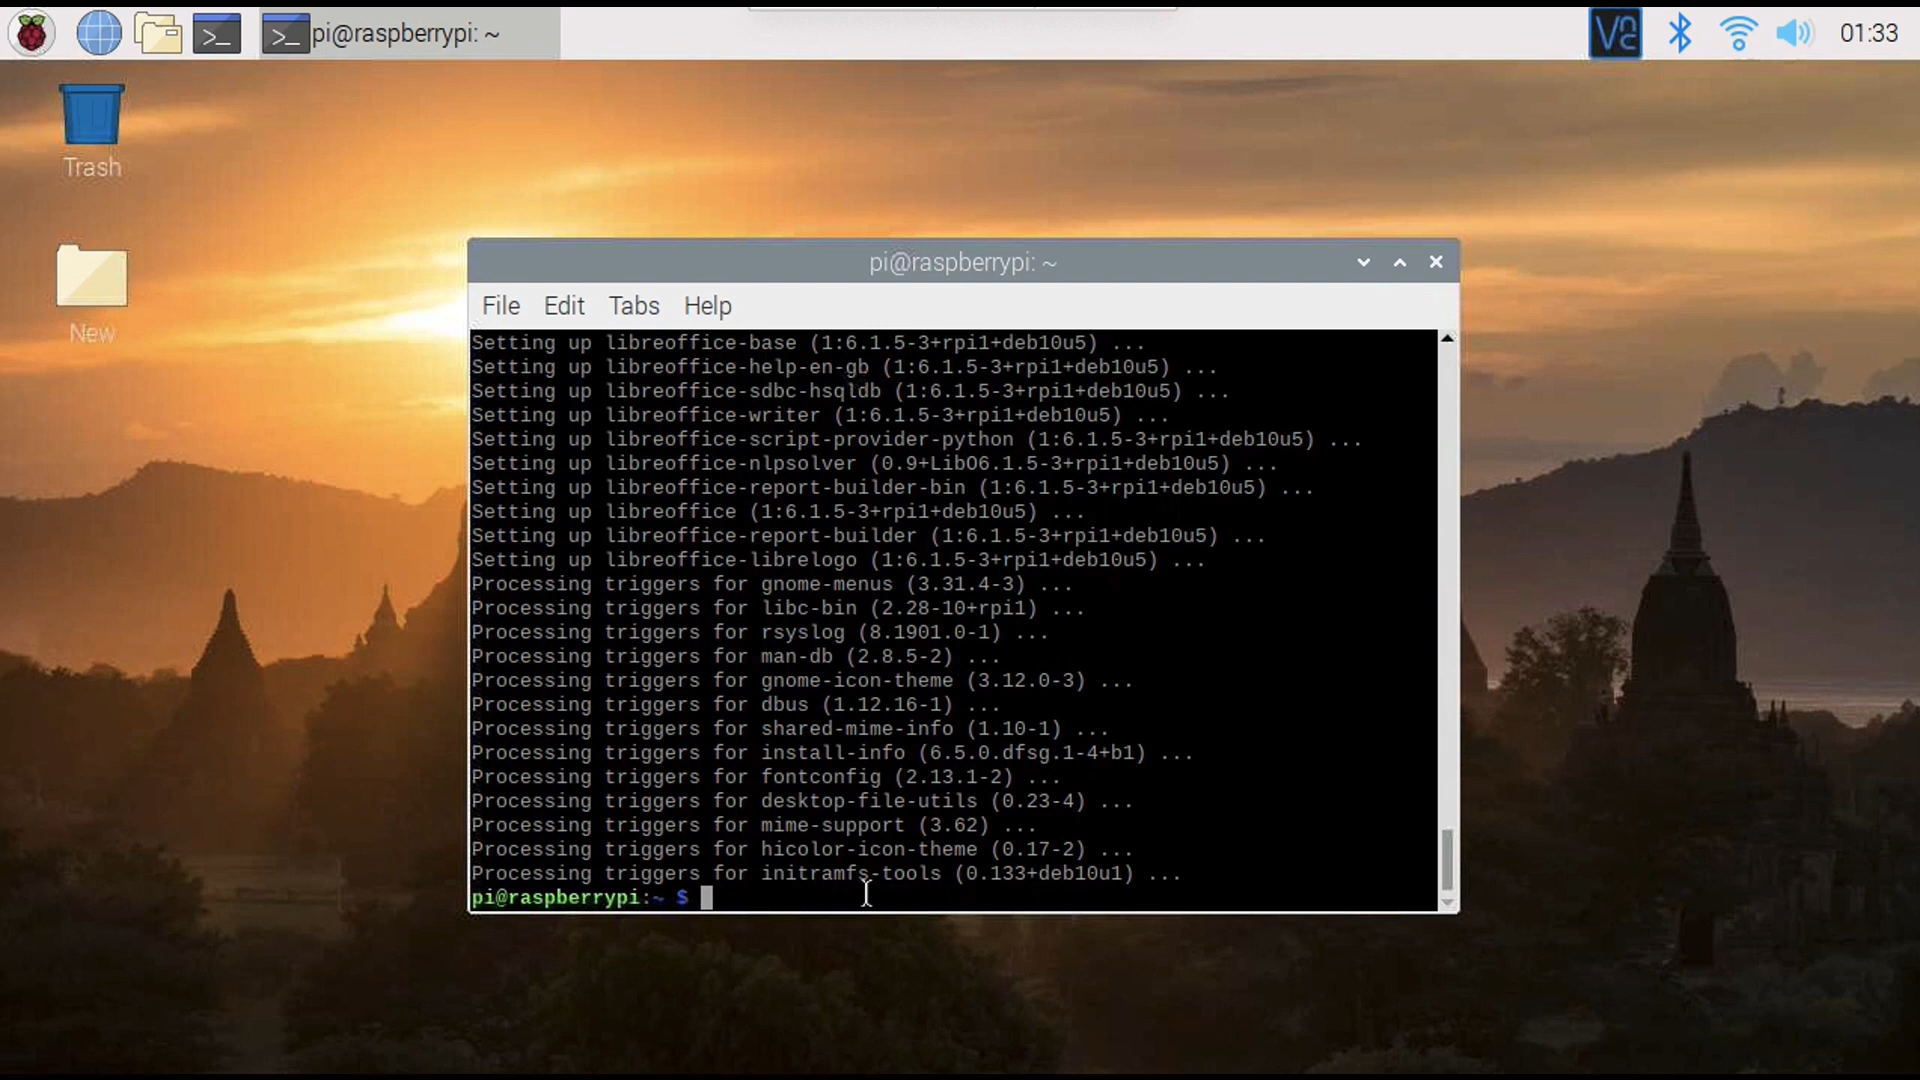 pi@raspberrypi: ~
VNC
01:33
Trash
New
pi@raspberrypi: ~
File Edit Tabs Help
Setting up libreoffice-base (1:6.1.5-3+rpi1+deb10u5) ...
Setting up libreoffice-help-en-gb (1:6.1.5-3+rpi1+deb10u5) ...
Setting up libreoffice-sdbc-hsqldb (1:6.1.5-3+rpi1+deb10u5) ...
Setting up libreoffice-writer (1:6.1.5-3+rpi1+deb10u5) ...
Setting up libreoffice-script-provider-python (1:6.1.5-3+rpi1+deb10u5) ...
Setting up libreoffice-nlpsolver (0.9+LibO6.1.5-3+rpi1+deb10u5) ...
Setting up libreoffice-report-builder-bin (1:6.1.5-3+rpi1+deb10u5) ...
Setting up libreoffice (1:6.1.5-3+rpi1+deb10u5) ...
Setting up libreoffice-report-builder (1:6.1.5-3+rpi1+deb10u5) ...
Setting up libreoffice-librelogo (1:6.1.5-3+rpi1+deb10u5) ...
Processing triggers for gnome-menus (3.31.4-3) ...
Processing triggers for libc-bin (2.28-10+rpi1) ...
Processing triggers for rsyslog (8.1901.0-1) ...
Processing triggers for man-db (2.8.5-2) ...
Processing triggers for gnome-icon-theme (3.12.0-3) ...
Processing triggers for dbus (1.12.16-1) ...
Processing triggers for shared-mime-info (1.10-1) ...
Processing triggers for install-info (6.5.0.dfsg.1-4+b1) ...
Processing triggers for fontconfig (2.13.1-2) ...
Processing triggers for desktop-file-utils (0.23-4) ...
Processing triggers for mime-support (3.62) ...
Processing triggers for hicolor-icon-theme (0.17-2) ...
Processing triggers for initramfs-tools (0.133+deb10u1) ...
pi@raspberrypi:~ $